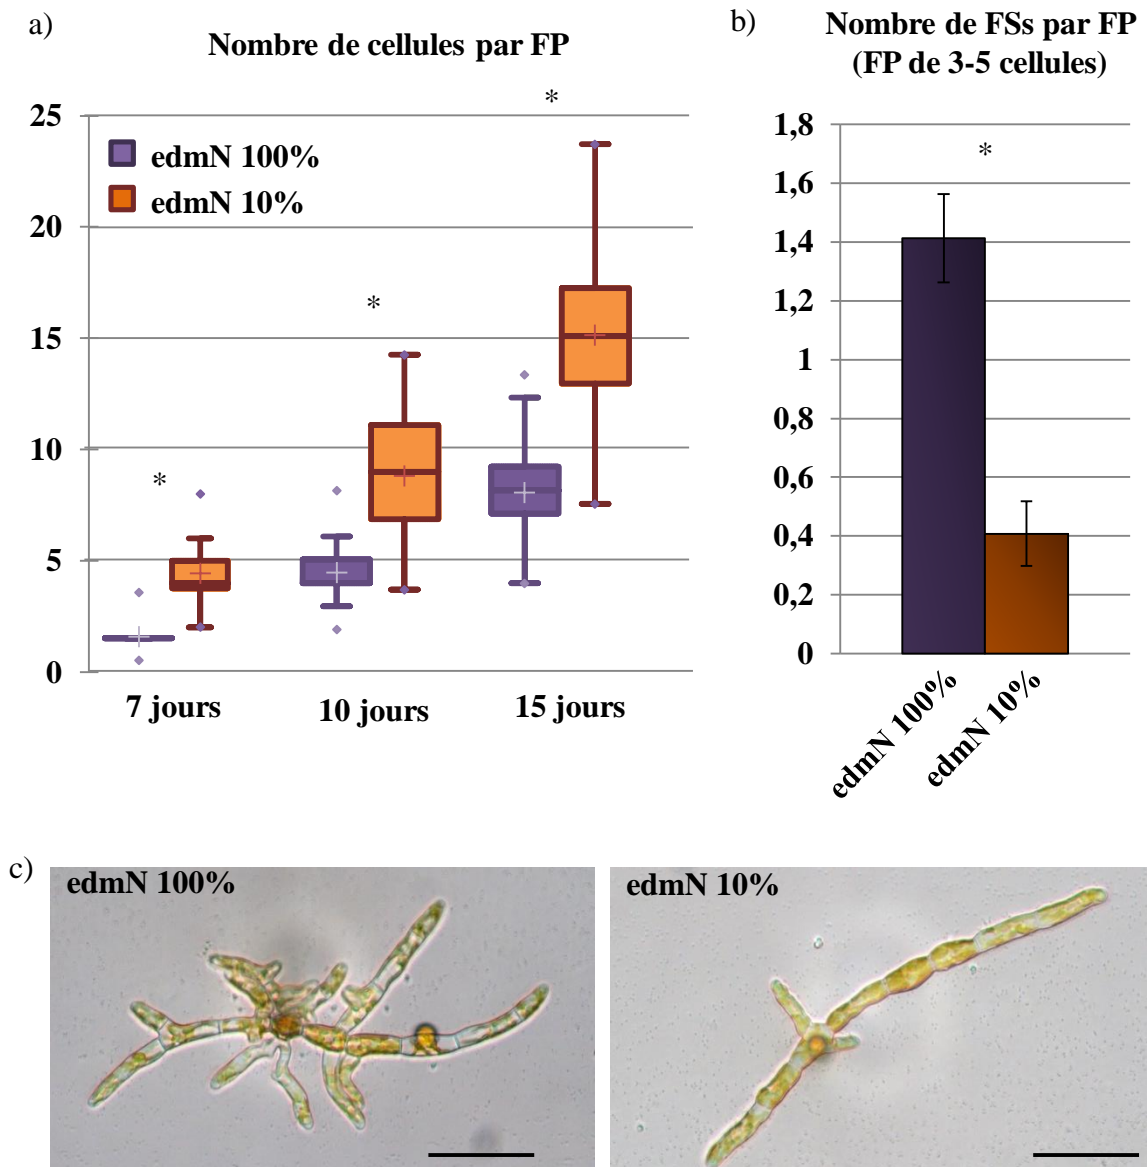 a)
Nombre de cellules par FP
*
25
20
15
10
5
0
edmN 100%
edmN 10%
*
*
7 jours
10 jours
15 jours
b)
Nombre de FSs par FP
(FP de 3-5 cellules)
1,8
1,6
1,4
1,2
1
0,8
0,6
0,4
0,2
0
*
edmN 100%
edmN 10%
c)
edmN 100%
edmN 10%